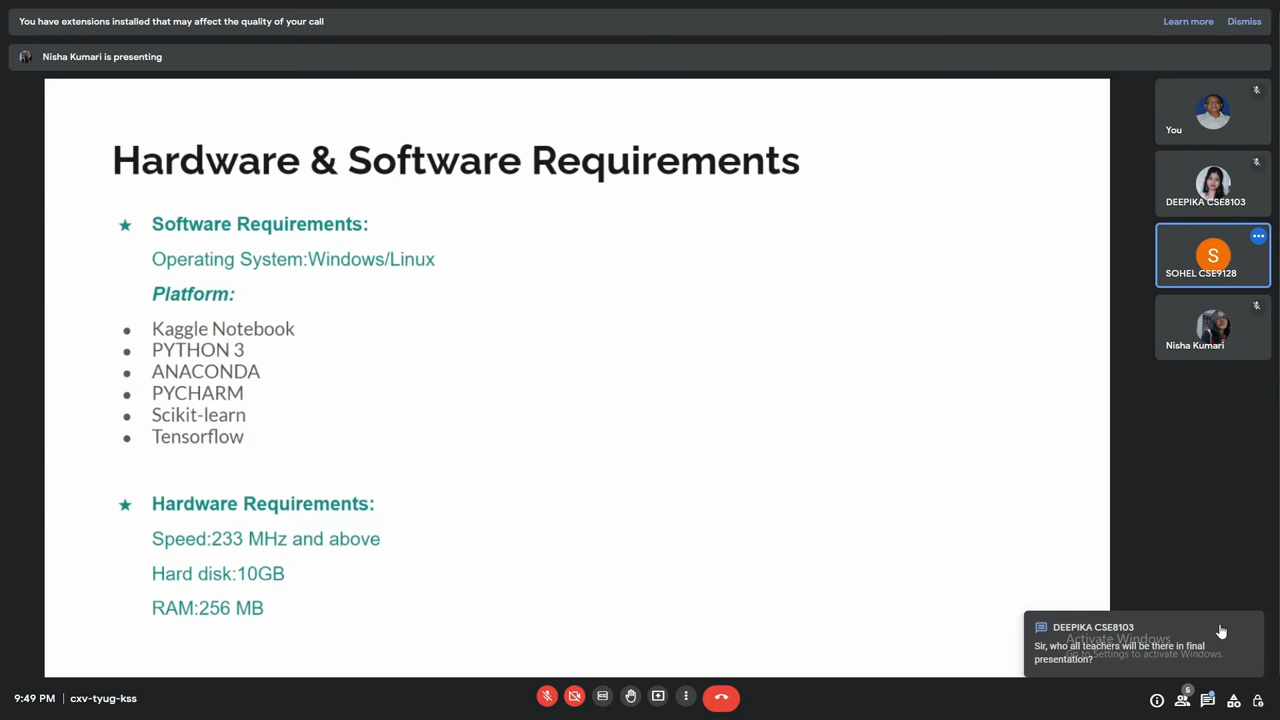 You have extensions installed that may affect the quality of your call
Learn more
Dismiss
Nisha Kumari is presenting
Hardware & Software Requirements
Software Requirements:
Operating System:Windows/Linux
Platform:
Kaggle Notebook
PYTHON 3
ANACONDA
PYCHARM
Scikit-learn
Tensorflow
Hardware Requirements:
Speed:233 MHz and above
Hard disk:10GB
RAM:256 MB
You
DEEPIKA CSE8103
S
SOHEL CSE9128
Nisha Kumari
DEEPIKA CSE8103
Sir, who all teachers will be there in final
presentation?
Activate Windows
Go to Settings to activate Windows.
9:49 PM
cxv-tyug-kss
6